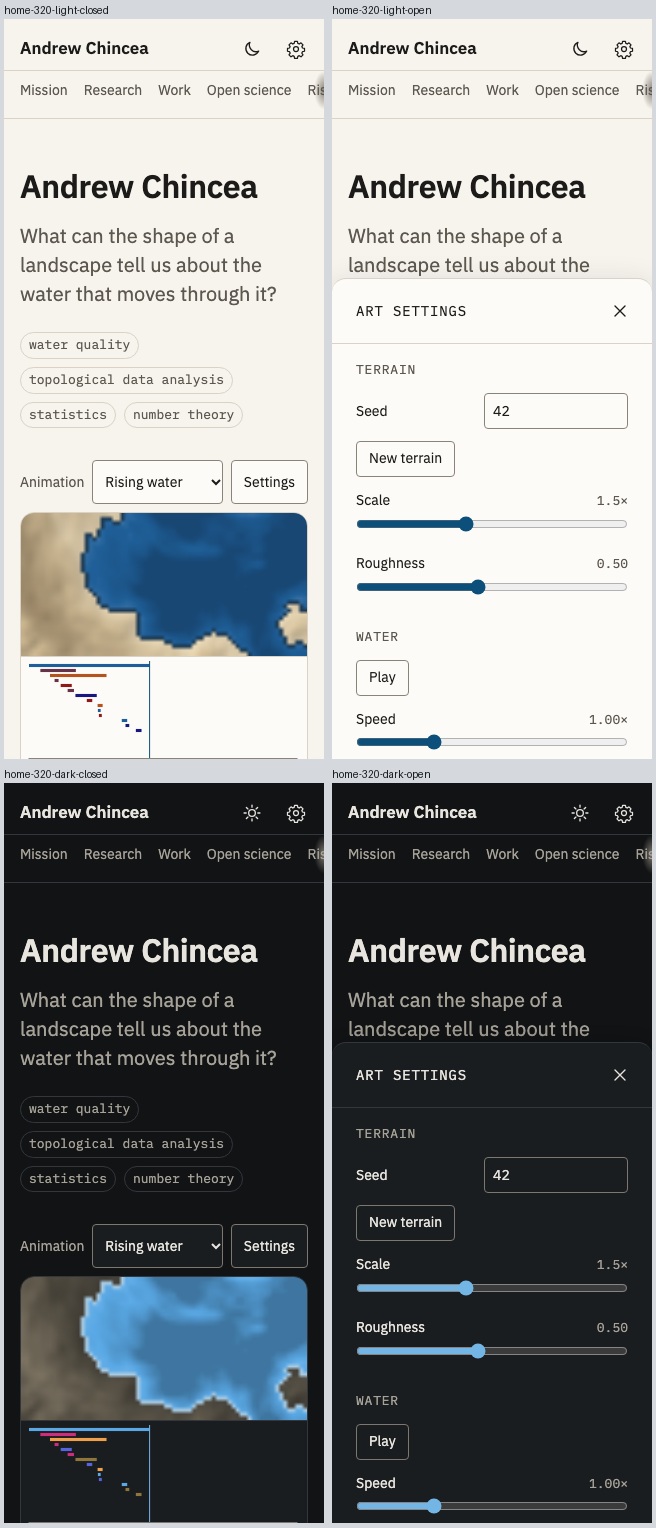 home-320-light-closed
Andrew Chincea
Mission Research Work Open science Ris
Andrew Chincea
What can the shape of a
landscape tell us about the
water that moves through it?
water quality
topological data analysis
statistics number theory
Animation Rising water Settings
home-320-light-open
Andrew Chincea
Mission Research Work Open science Ris
Andrew Chincea
What can the shape of a
landscape tell us about the
ART SETTINGS
TERRAIN
Seed 42
New terrain
Scale 1.5×
Roughness 0.50
WATER
Play
Speed 1.00×
home-320-dark-closed
Andrew Chincea
Mission Research Work Open science Ris
Andrew Chincea
What can the shape of a
landscape tell us about the
water that moves through it?
water quality
topological data analysis
statistics number theory
Animation Rising water Settings
home-320-dark-open
Andrew Chincea
Mission Research Work Open science Ris
Andrew Chincea
What can the shape of a
landscape tell us about the
ART SETTINGS
TERRAIN
Seed 42
New terrain
Scale 1.5×
Roughness 0.50
WATER
Play
Speed 1.00×